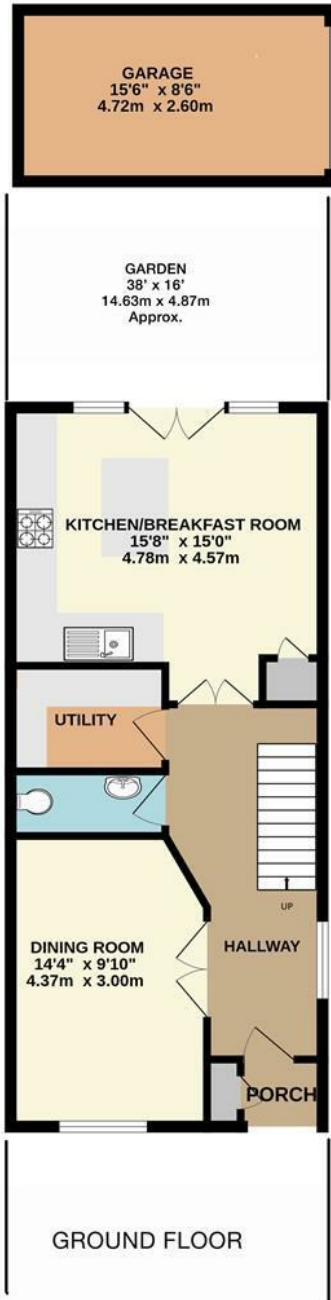 GARAGE
15'6" x 8'6"
4.72m x 2.60m
GARDEN
38' x 16'
14.63m x 4.87m
Approx.
KITCHEN/BREAKFAST ROOM
15'8" x 15'0"
4.78m x 4.57m
UTILITY
UP
DINING ROOM
14'4" x 9'10"
4.37m x 3.00m
HALLWAY
PORCH
GROUND FLOOR